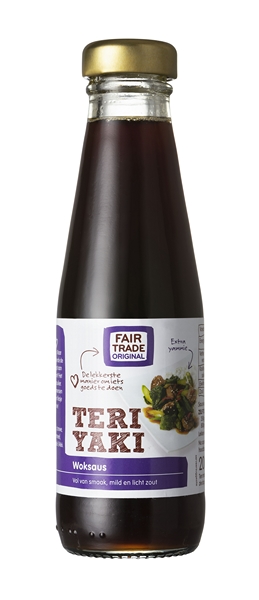 FAIR
TRADE
ORIGINAL
De lekkerste
manier om iets
goeds te doen
Extra
yammie
TERI
YAKI
Woksaus
Vol van smaak, mild en licht zout